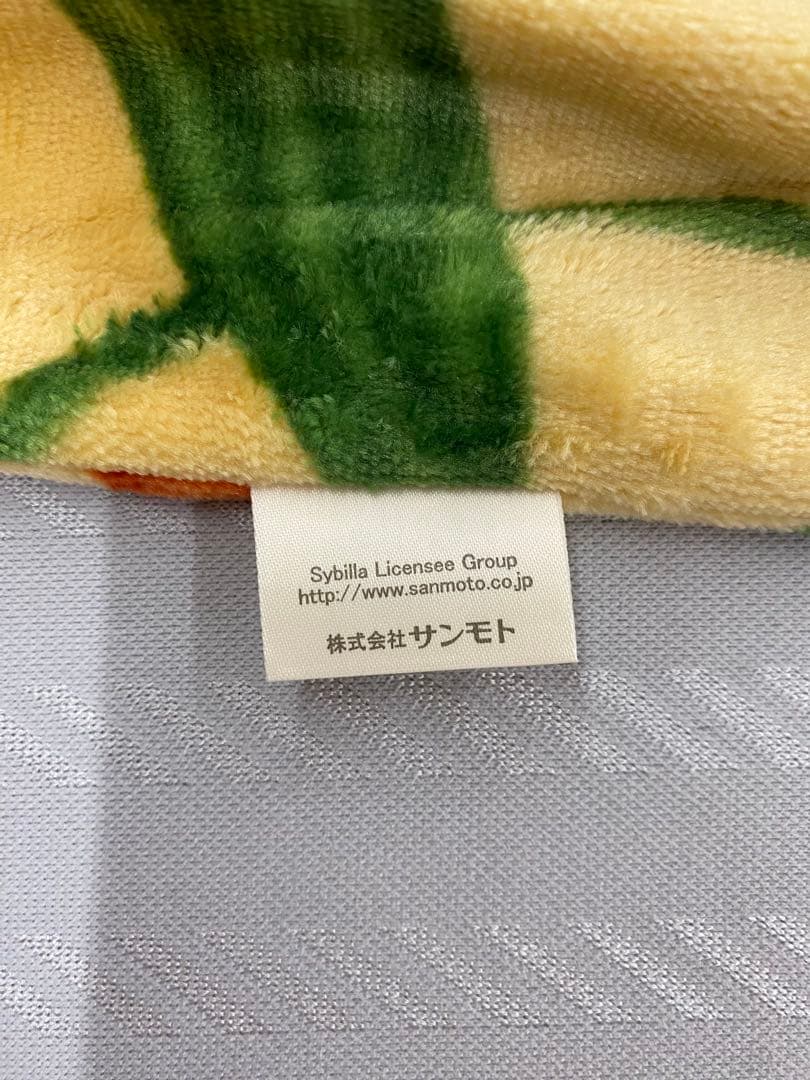 Sybilla Licensee Group
http://www.sanmoto.co.jp
株式会社サンモト